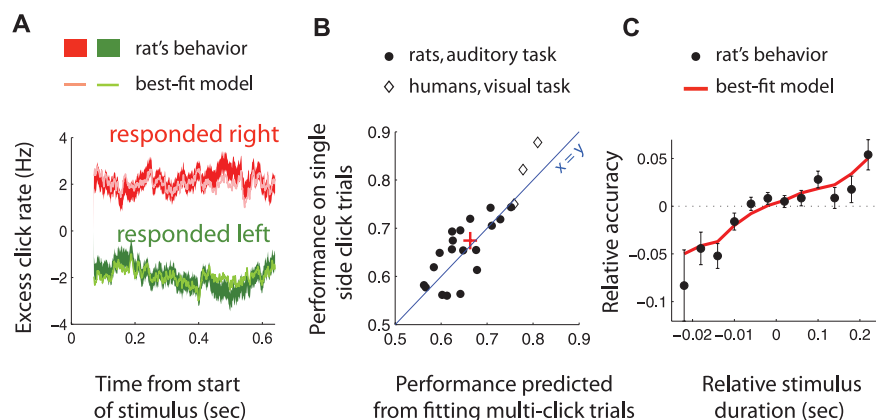 A
rat's behavior
best-fit model
responded right
responded left
Excess click rate (Hz)
4
2
0
−2
−4
0
0.2
0.4
0.6
Time from start
of stimulus (sec)
B
rats, auditory task
humans, visual task
x = y
Performance on single
side click trials
0.9
0.8
0.7
0.6
0.5
0.5
0.6
0.7
0.8
0.9
Performance predicted
from fitting multi-click trials
C
rat's behavior
best-fit model
Relative accuracy
0.05
0
−0.05
−0.1
−0.02
−0.01
0
0.1
0.2
Relative stimulus
duration (sec)